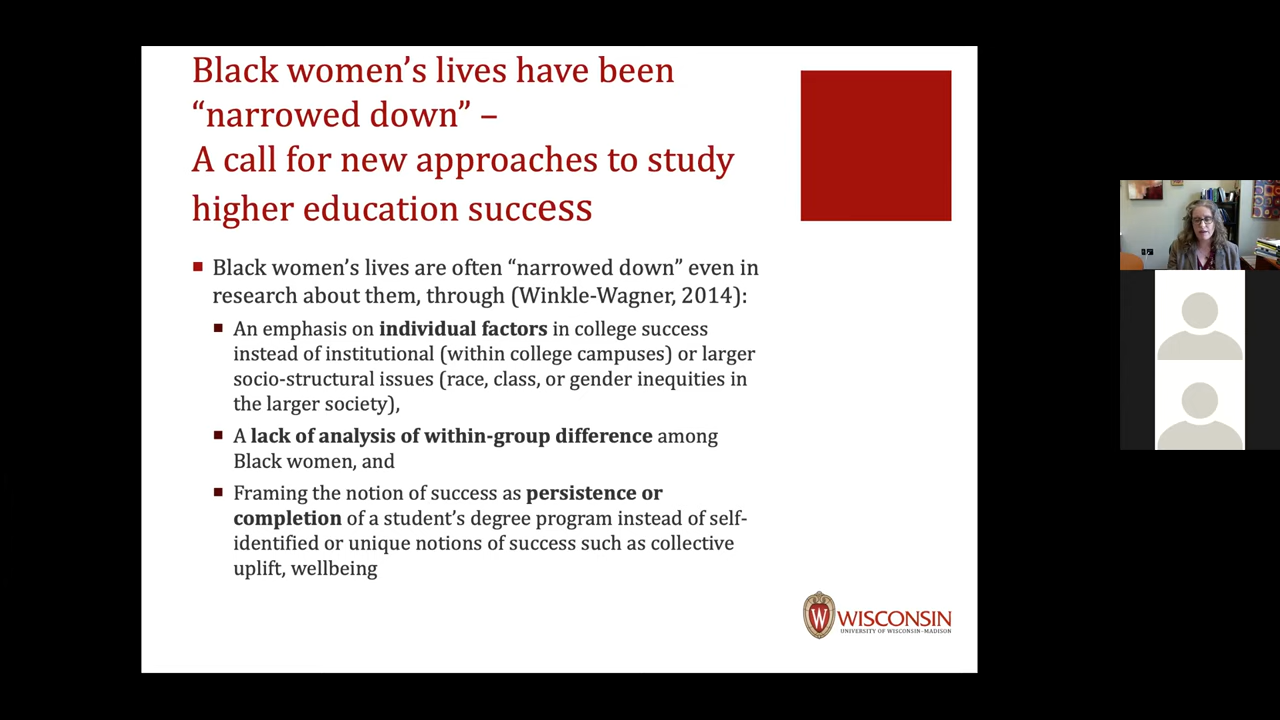 Black women’s lives have been
“narrowed down” –
A call for new approaches to study
higher education success
Black women’s lives are often “narrowed down” even in
research about them, through (Winkle-Wagner, 2014):
An emphasis on individual factors in college success
instead of institutional (within college campuses) or larger
socio-structural issues (race, class, or gender inequities in
the larger society),
A lack of analysis of within-group difference among
Black women, and
Framing the notion of success as persistence or
completion of a student’s degree program instead of self-
identified or unique notions of success such as collective
uplift, wellbeing
W
WISCONSIN
UNIVERSITY OF WISCONSIN–MADISON